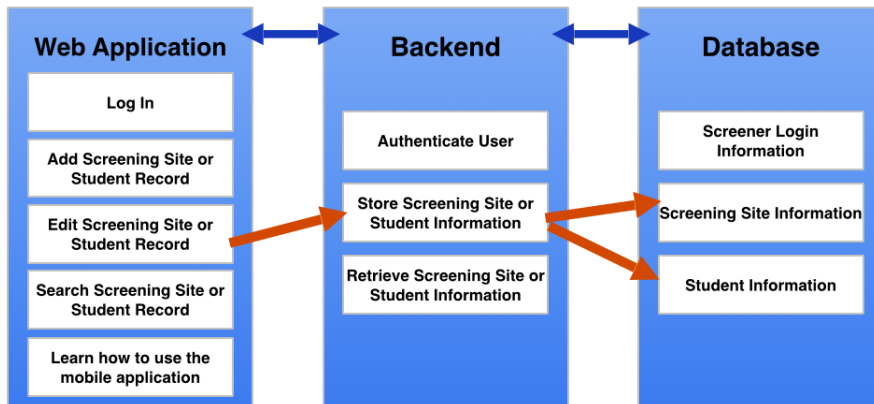 Web Application
Log In
Add Screening Site or
Student Record
Edit Screening Site or
Student Record
Search Screening Site or
Student Record
Learn how to use the
mobile application
Backend
Authenticate User
Store Screening Site or
Student Information
Retrieve Screening Site or
Student Information
Database
Screener Login
Information
Screening Site Information
Student Information